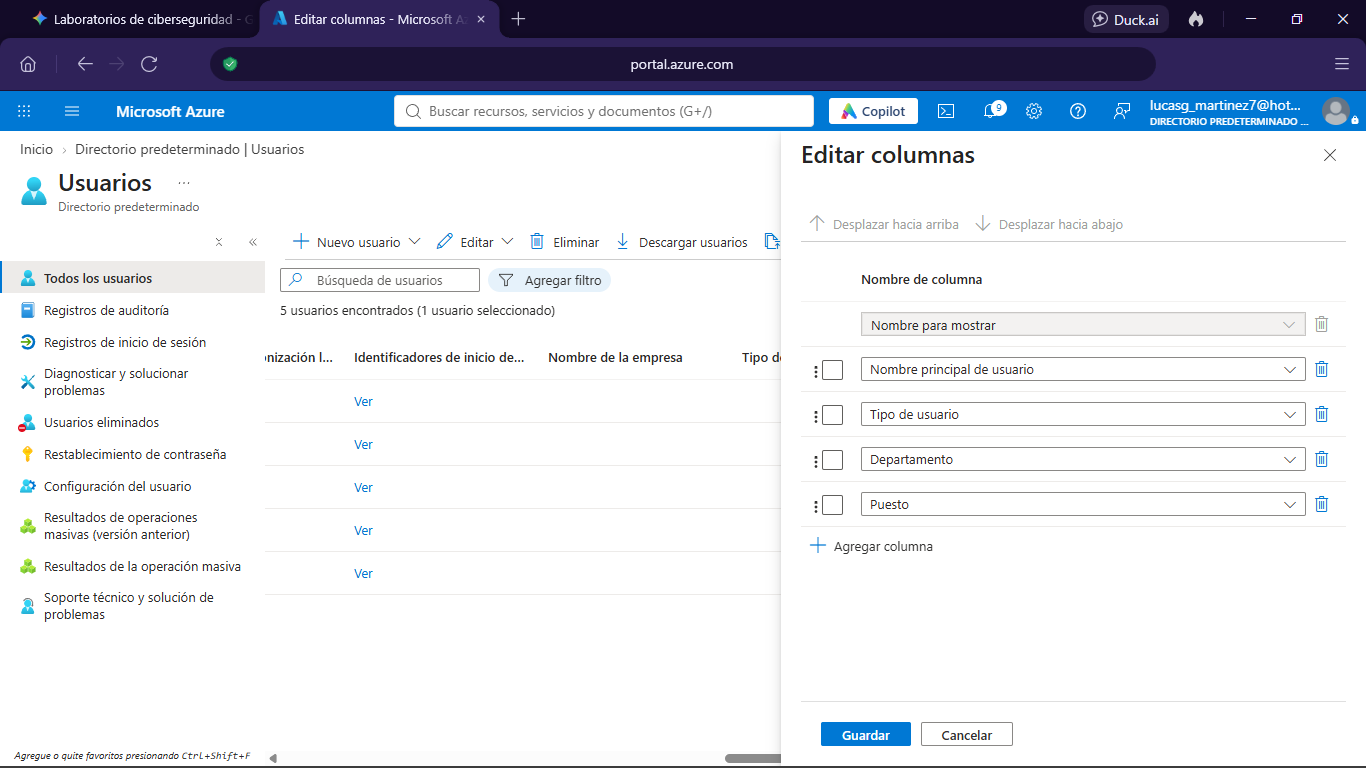 Laboratorios de ciberseguridad - G
Editar columnas - Microsoft Az
Duck.ai
portal.azure.com
Microsoft Azure
Buscar recursos, servicios y documentos (G+/)
Copilot
9
lucasg_martinez7@hot...
DIRECTORIO PREDETERMINADO ...
Inicio
Directorio predeterminado | Usuarios
Usuarios
...
Directorio predeterminado
Todos los usuarios
Registros de auditoría
Registros de inicio de sesión
Diagnosticar y solucionar
problemas
Usuarios eliminados
Restablecimiento de contraseña
Configuración del usuario
Resultados de operaciones
masivas (versión anterior)
Resultados de la operación masiva
Soporte técnico y solución de
problemas
Agregue o quite favoritos presionando Ctrl+Shift+F
Nuevo usuario
Editar
Eliminar
Descargar usuarios
Búsqueda de usuarios
Agregar filtro
5 usuarios encontrados (1 usuario seleccionado)
onización l...
Identificadores de inicio de...
Nombre de la empresa
Tipo de
Ver
Ver
Ver
Ver
Ver
Editar columnas
Desplazar hacia arriba
Desplazar hacia abajo
Nombre de columna
Nombre para mostrar
Nombre principal de usuario
Tipo de usuario
Departamento
Puesto
Agregar columna
Guardar
Cancelar